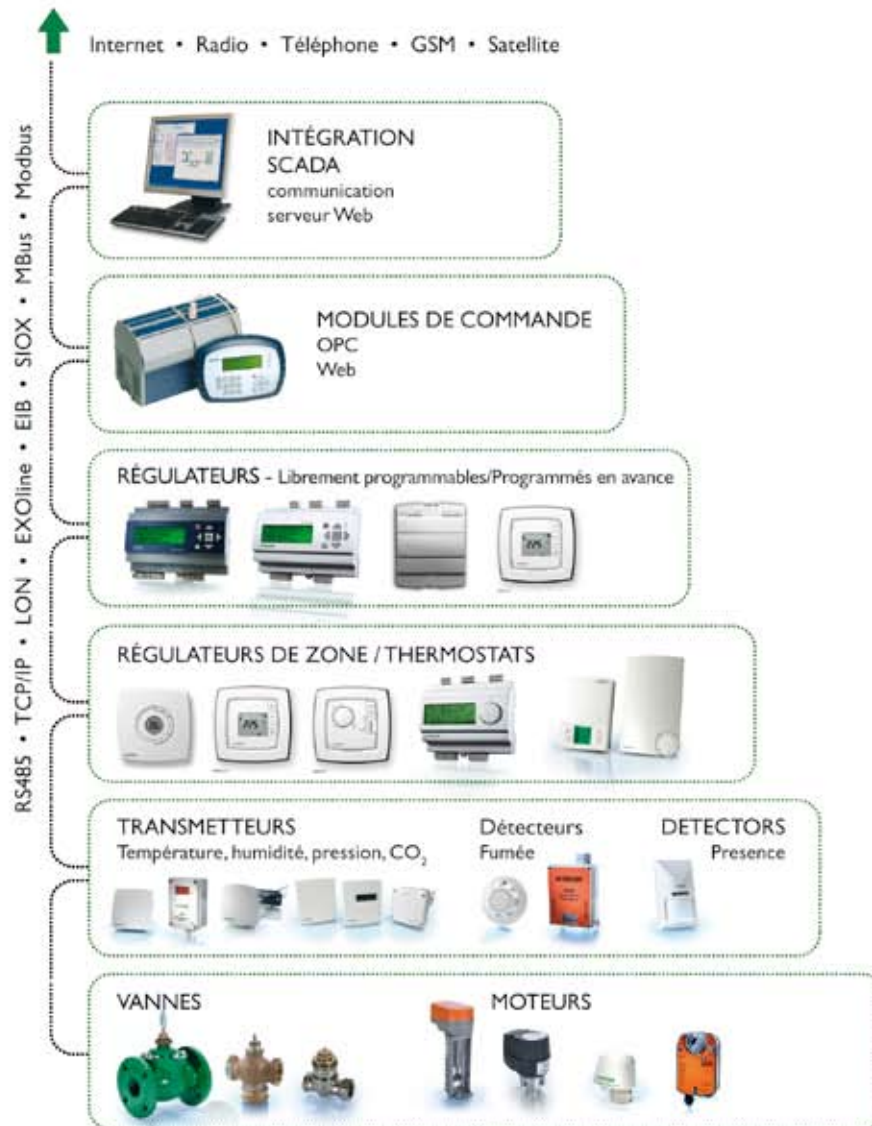 Internet • Radio • Téléphone • GSM • Satellite
RS485 • TCP/IP • LON • EXOline • EIB • SIOX • MBus • Modbus
INTÉGRATION
SCADA
communication
serveur Web
MODULES DE COMMANDE
OPC
Web
RÉGULATEURS - Librement programmables/Programmés en avance
RÉGULATEURS DE ZONE / THERMOSTATS
TRANSMETTEURS
Température, humidité, pression, CO₂
Détecteurs
Fumée
DETECTORS
Presence
VANNES
MOTEURS